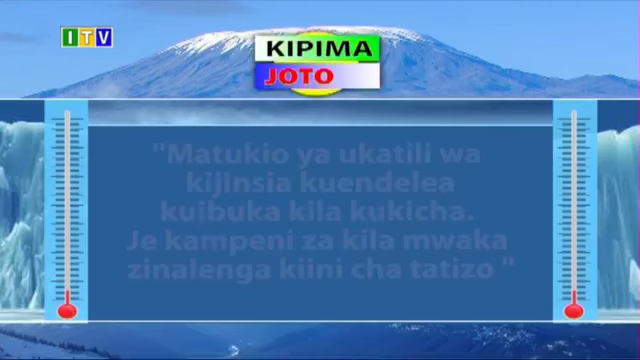 ITV
KIPIMA
JOTO
"Matukio ya ukatili wa
kijinsia kuendelea
kuibuka kila kukicha.
Je kampeni za kila mwaka
zinalenga kiini cha tatizo "